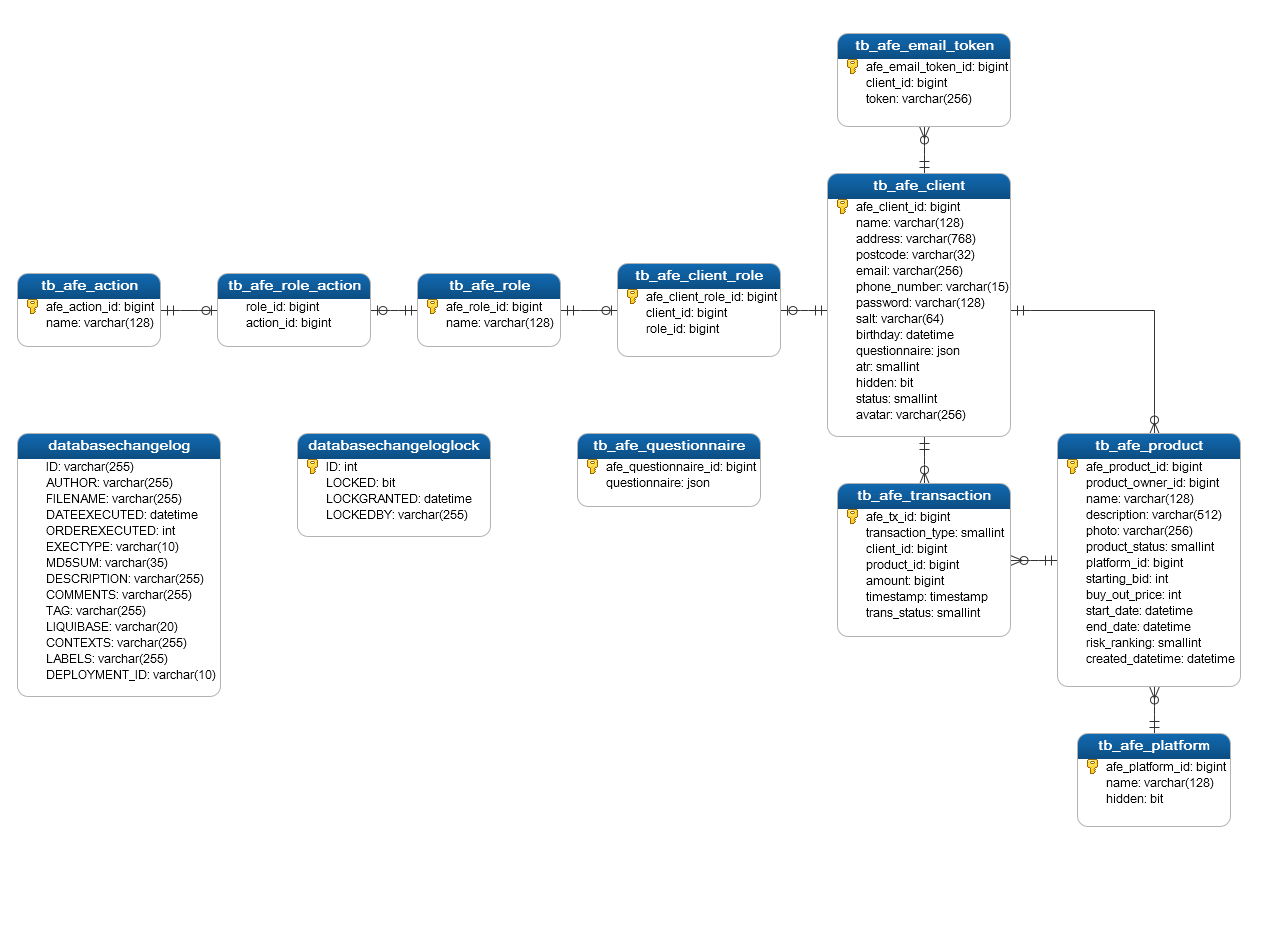 tb_afe_email_token
afe_email_token_id: bigint
client_id: bigint
token: varchar(256)
tb_afe_client
afe_client_id: bigint
name: varchar(128)
address: varchar(768)
postcode: varchar(32)
email: varchar(256)
phone_number: varchar(15)
password: varchar(128)
salt: varchar(64)
birthday: datetime
questionnaire: json
atr: smallint
hidden: bit
status: smallint
avatar: varchar(256)
tb_afe_action
afe_action_id: bigint
name: varchar(128)
tb_afe_role_action
role_id: bigint
action_id: bigint
tb_afe_role
afe_role_id: bigint
name: varchar(128)
tb_afe_client_role
afe_client_role_id: bigint
client_id: bigint
role_id: bigint
databasechangelog
ID: varchar(255)
AUTHOR: varchar(255)
FILENAME: varchar(255)
DATEEXECUTED: datetime
ORDEREXECUTED: int
EXECTYPE: varchar(10)
MD5SUM: varchar(35)
DESCRIPTION: varchar(255)
COMMENTS: varchar(255)
TAG: varchar(255)
LIQUIBASE: varchar(20)
CONTEXTS: varchar(255)
LABELS: varchar(255)
DEPLOYMENT_ID: varchar(10)
databasechangeloglock
ID: int
LOCKED: bit
LOCKGRANTED: datetime
LOCKEDBY: varchar(255)
tb_afe_questionnaire
afe_questionnaire_id: bigint
questionnaire: json
tb_afe_transaction
afe_tx_id: bigint
transaction_type: smallint
client_id: bigint
product_id: bigint
amount: bigint
timestamp: timestamp
trans_status: smallint
tb_afe_product
afe_product_id: bigint
product_owner_id: bigint
name: varchar(128)
description: varchar(512)
photo: varchar(256)
product_status: smallint
platform_id: bigint
starting_bid: int
buy_out_price: int
start_date: datetime
end_date: datetime
risk_ranking: smallint
created_datetime: datetime
tb_afe_platform
afe_platform_id: bigint
name: varchar(128)
hidden: bit